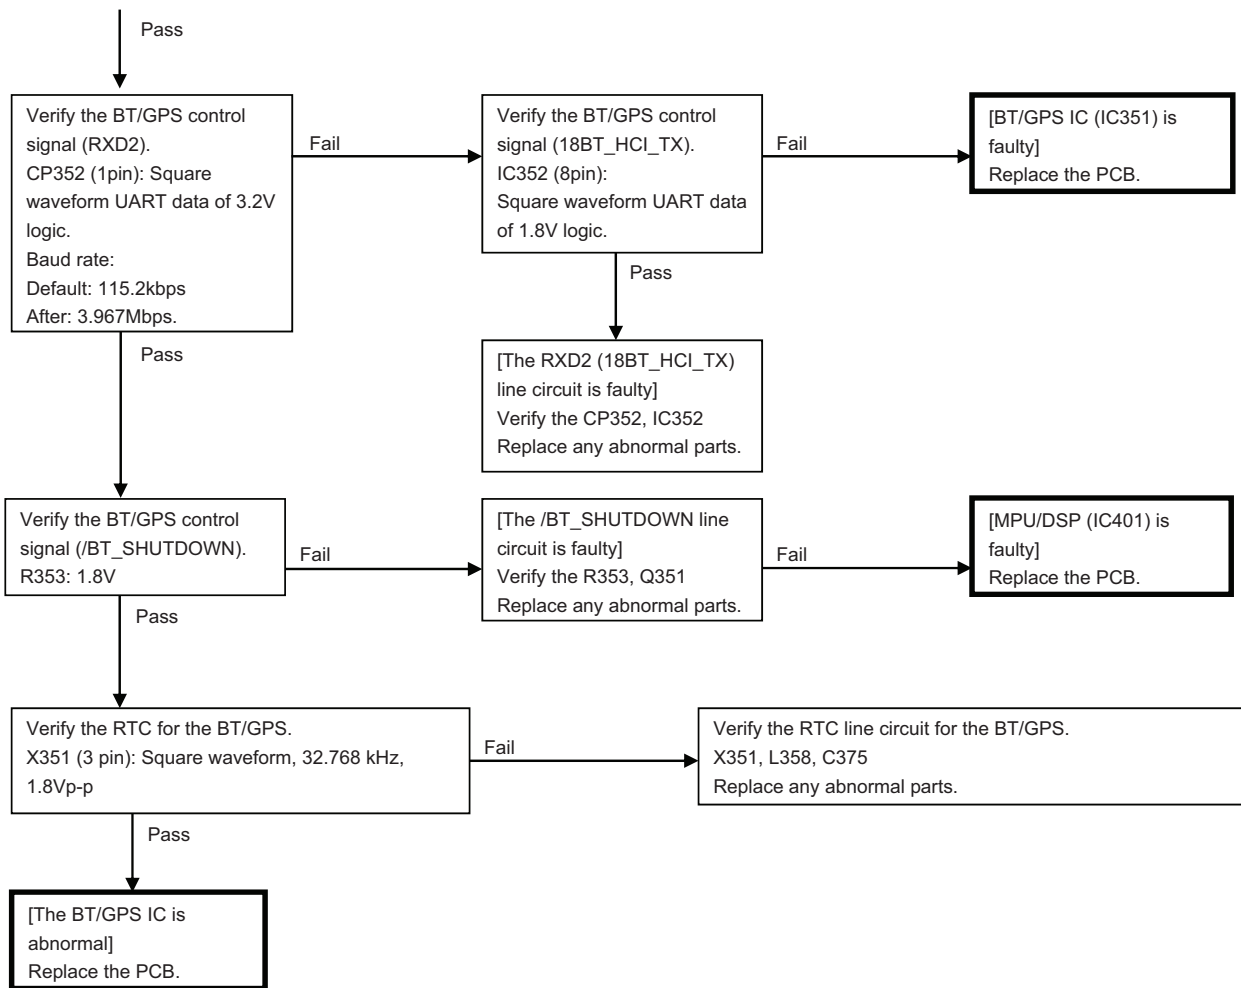 Pass
Verify the BT/GPS control
signal (RXD2).
CP352 (1pin): Square
waveform UART data of 3.2V
logic.
Baud rate:
Default: 115.2kbps
After: 3.967Mbps.
Fail
Verify the BT/GPS control
signal (18BT_HCI_TX).
IC352 (8pin):
Square waveform UART data
of 1.8V logic.
Fail
[BT/GPS IC (IC351) is
faulty]
Replace the PCB.
Pass
[The RXD2 (18BT_HCI_TX)
line circuit is faulty]
Verify the CP352, IC352
Replace any abnormal parts.
Pass
Verify the BT/GPS control
signal (/BT_SHUTDOWN).
R353: 1.8V
Fail
[The /BT_SHUTDOWN line
circuit is faulty]
Verify the R353, Q351
Replace any abnormal parts.
Fail
[MPU/DSP (IC401) is
faulty]
Replace the PCB.
Pass
Verify the RTC for the BT/GPS.
X351 (3 pin): Square waveform, 32.768 kHz,
1.8Vp-p
Fail
Verify the RTC line circuit for the BT/GPS.
X351, L358, C375
Replace any abnormal parts.
Pass
[The BT/GPS IC is
abnormal]
Replace the PCB.